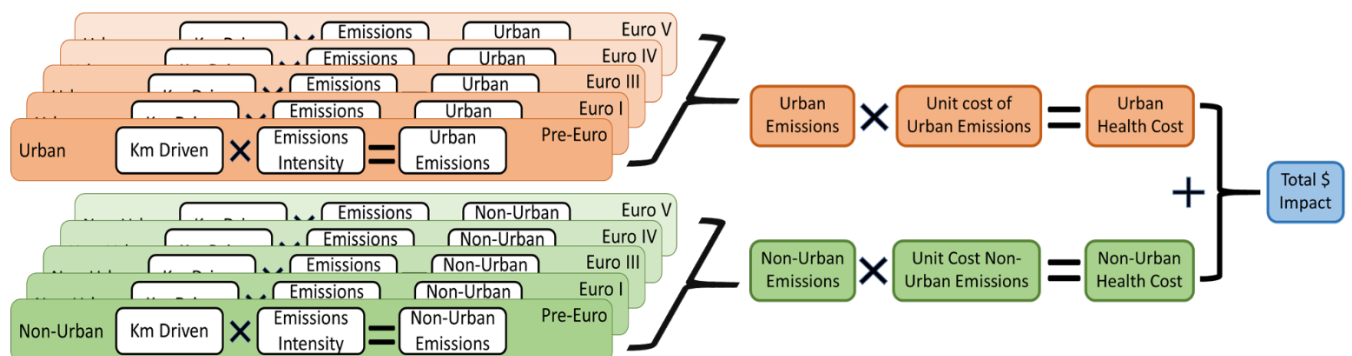 Emissions
Urban
Euro V
Emissions
Urban
Euro IV
Emissions
Urban
Euro III
Emissions
Urban
Euro I
Urban
Km Driven
Emissions
Intensity
Urban
Emissions
Pre-Euro
Urban
Emissions
Unit cost of
Urban Emissions
Urban
Health Cost
Total $
Impact
Emissions
Non-Urban
Euro V
Emissions
Non-Urban
Euro IV
Emissions
Non-Urban
Euro III
Emissions
Non-Urban
Euro I
Non-Urban
Km Driven
Emissions
Intensity
Non-Urban
Emissions
Pre-Euro
Non-Urban
Emissions
Unit Cost Non-
Urban Emissions
Non-Urban
Health Cost